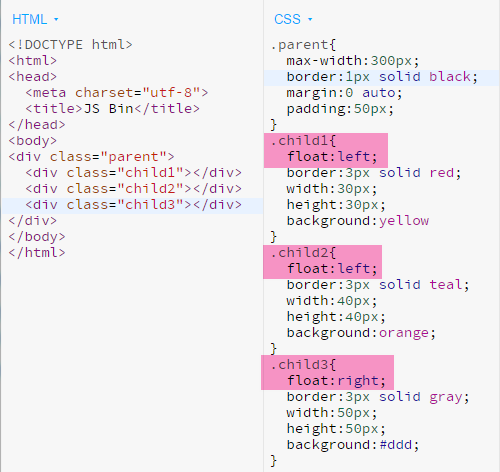 HTML
<!DOCTYPE html>
<html>
<head>
  <meta charset="utf-8">
  <title>JS Bin</title>
</head>
<body>
<div class="parent">
  <div class="child1"></div>
  <div class="child2"></div>
  <div class="child3"></div>
</div>
</body>
</html>
CSS
.parent{
  max-width:300px;
  border:1px solid black;
  margin:0 auto;
  padding:50px;
}
.child1{
  float:left;
  border:3px solid red;
  width:30px;
  height:30px;
  background:yellow
}
.child2{
  float:left;
  border:3px solid teal;
  width:40px;
  height:40px;
  background:orange;
}
.child3{
  float:right;
  border:3px solid gray;
  width:50px;
  height:50px;
  background:#ddd;
}